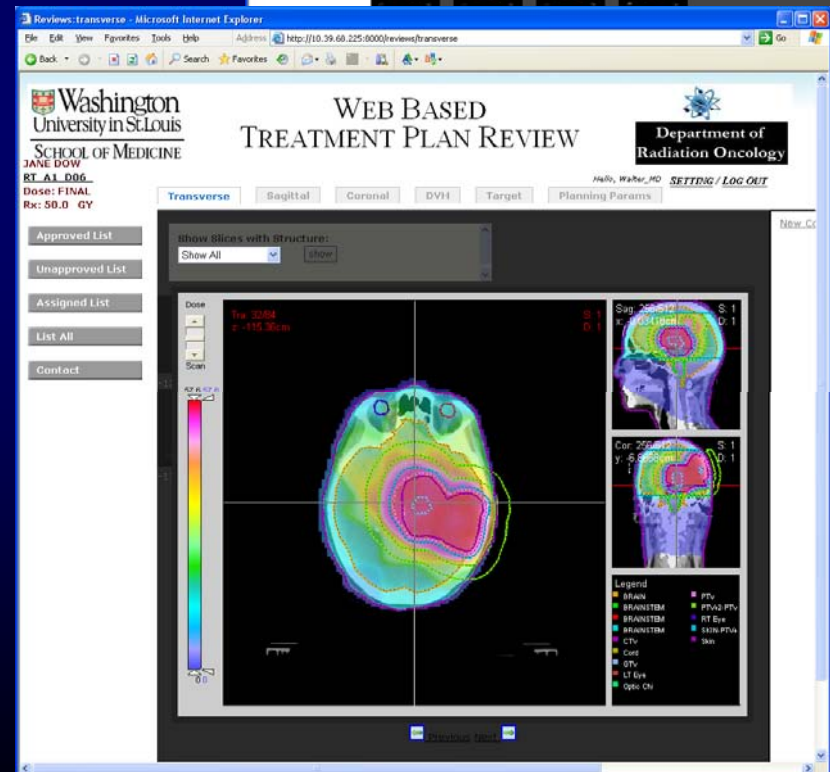 Reviews:transverse - Microsoft Internet Explorer
File Edit View Favorites Tools Help Address http://10.39.68.225:8000/reviews/transverse Go
Back Search Favorites
Washington
University in St.Louis
SCHOOL OF MEDICINE
WEB BASED
TREATMENT PLAN REVIEW
Department of
Radiation Oncology
JANE DOW
RT_A1_D06_
Dose: FINAL
Rx: 50.0 GY
Hello, Walter_MD SETTING / LOG OUT
Transverse Sagittal Coronal DVH Target Planning Params
New Co
Approved List
Unapproved List
Assigned List
List All
Contact
Show Slices with Structure:
Show All show
Dose
Scan
Tra: 32/84 S: 1
z: -115.36cm D: 1
Sag: 256/512 S: 1
D: 1
Cor: 256/512 S: 1
D: 1
Legend
BRAIN
BRAINSTEM
BRAINSTEM
BRAINSTEM
CTv
Cord
GTv
LT Eye
Optic Chi
PTv
PTVx2-PTv
RT Eye
Skin
Previous Next